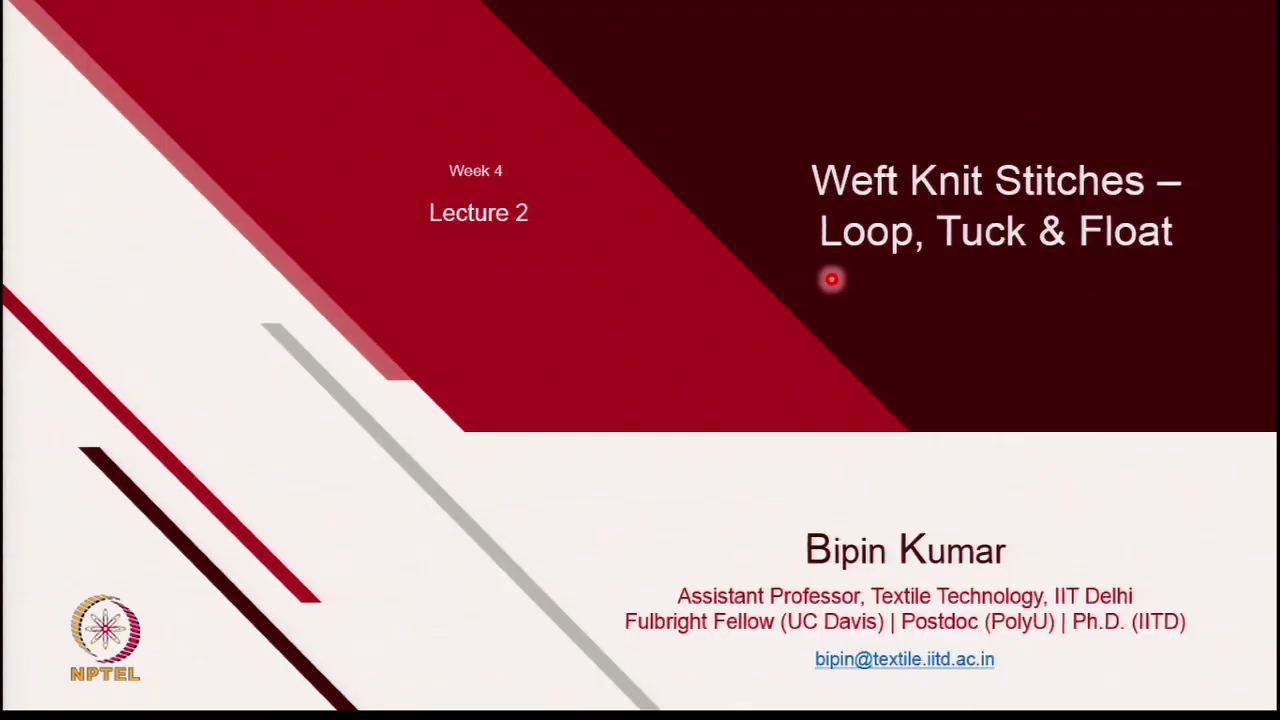 Week 4
Lecture 2
Weft Knit Stitches –
Loop, Tuck & Float
Bipin Kumar
Assistant Professor, Textile Technology, IIT Delhi
Fulbright Fellow (UC Davis) | Postdoc (PolyU) | Ph.D. (IITD)
bipin@textile.iitd.ac.in
NPTEL